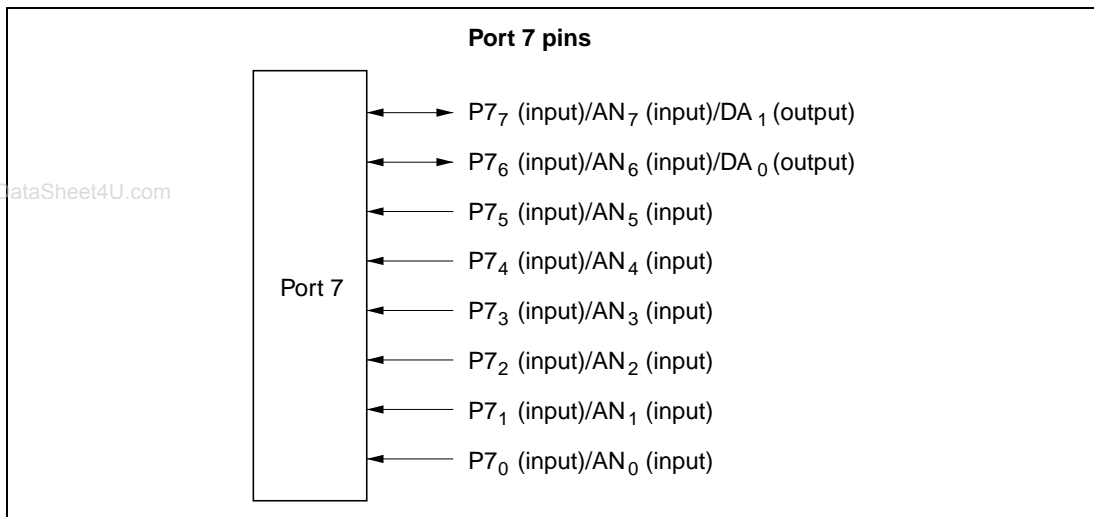 Port 7 pins
P7₇ (input)/AN₇ (input)/DA₁ (output)
P7₆ (input)/AN₆ (input)/DA₀ (output)
DataSheet4U.com
P7₅ (input)/AN₅ (input)
P7₄ (input)/AN₄ (input)
Port 7
P7₃ (input)/AN₃ (input)
P7₂ (input)/AN₂ (input)
P7₁ (input)/AN₁ (input)
P7₀ (input)/AN₀ (input)